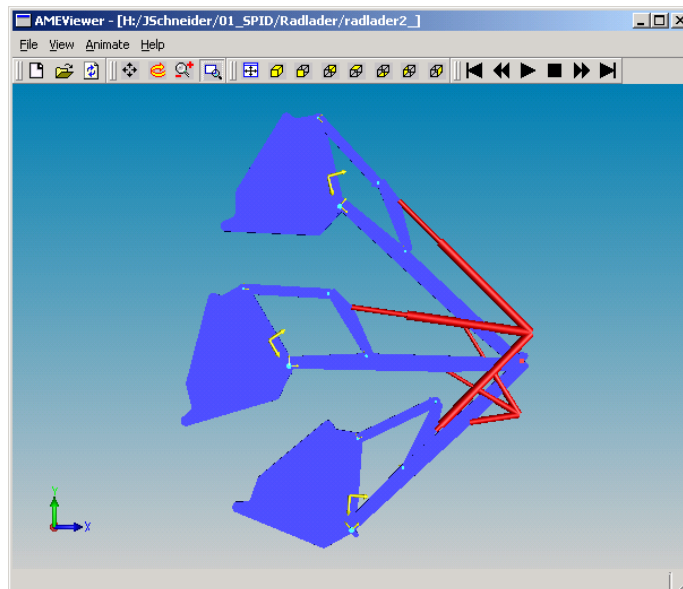 AMEViewer - [H:/JSchneider/01_SPID/Radlader/radlader2_]
File View Animate Help
Y
X